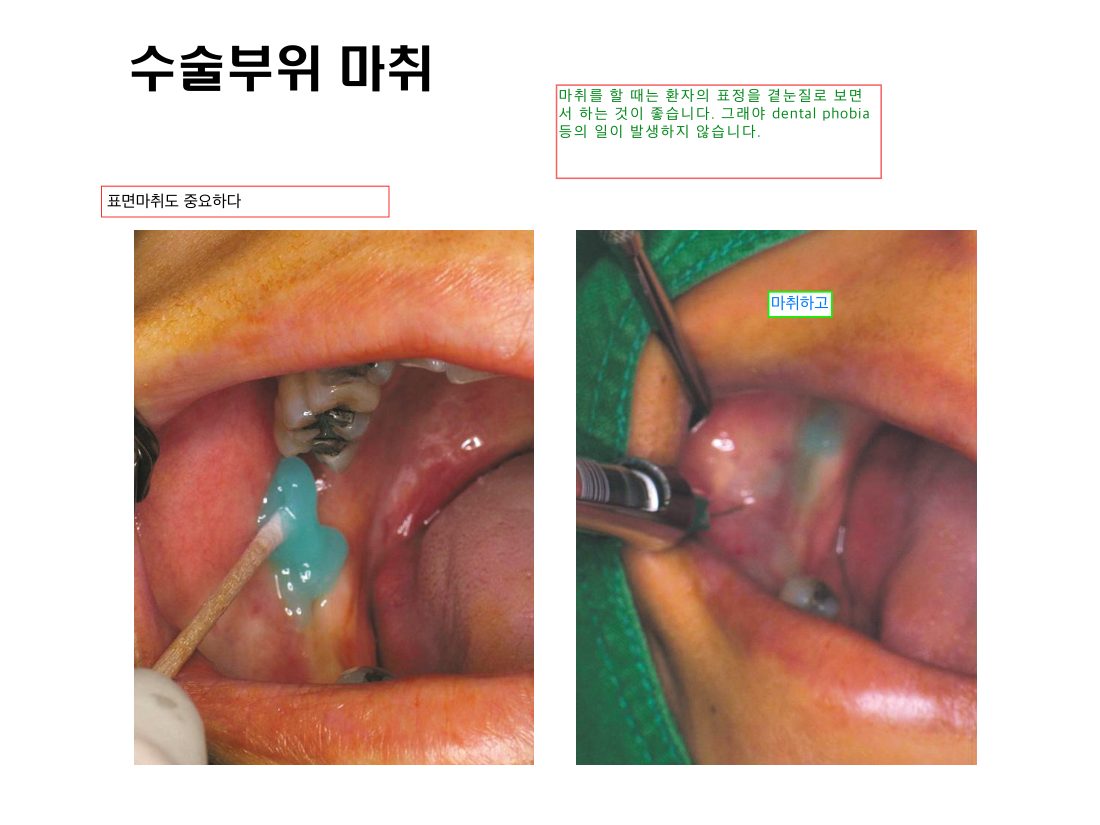 수술부위 마취
마취를 할 때는 환자의 표정을 곁눈질로 보면
서 하는 것이 좋습니다. 그래야 dental phobia
등의 일이 발생하지 않습니다.
표면마취도 중요하다
마취하고